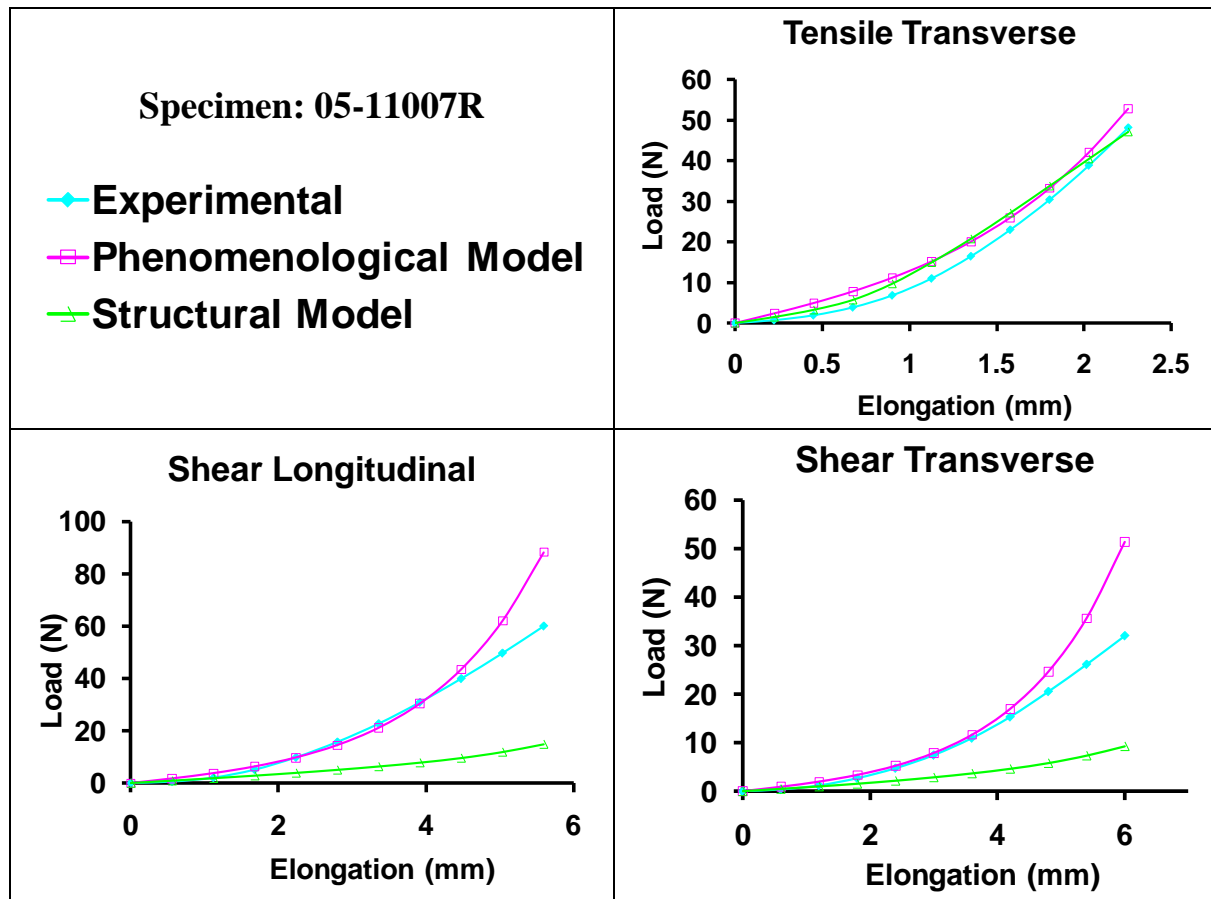 Specimen: 05-11007R
Experimental
Phenomenological Model
Structural Model
Tensile Transverse
60
50
40
30
20
10
0
Load (N)
0 0.5 1 1.5 2 2.5
Elongation (mm)
Shear Longitudinal
100
80
60
40
20
0
Load (N)
0 2 4 6
Elongation (mm)
Shear Transverse
60
50
40
30
20
10
0
Load (N)
0 2 4 6
Elongation (mm)